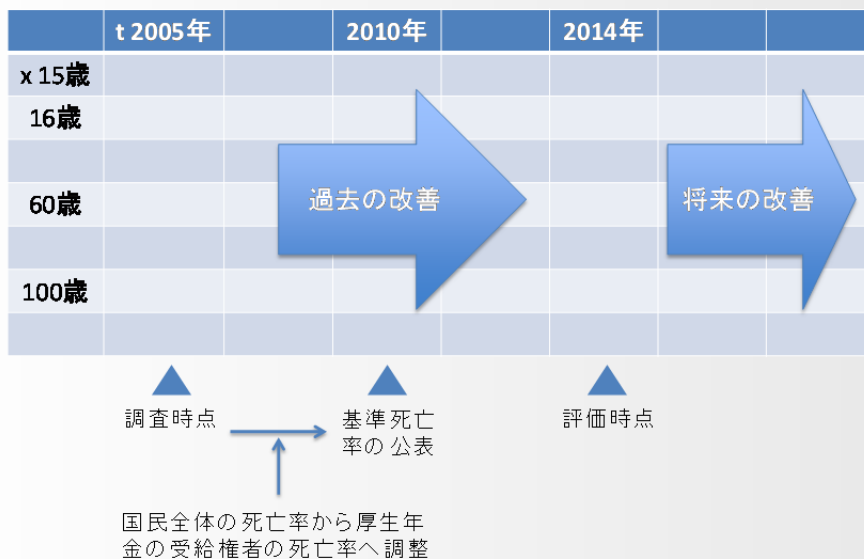 t 2005年 2010年 2014年
x 15歳
16歳
60歳
100歳
過去の改善
将来の改善
調査時点
基準死亡
率の公表
評価時点
国民全体の死亡率から厚生年
金の受給権者の死亡率へ調整